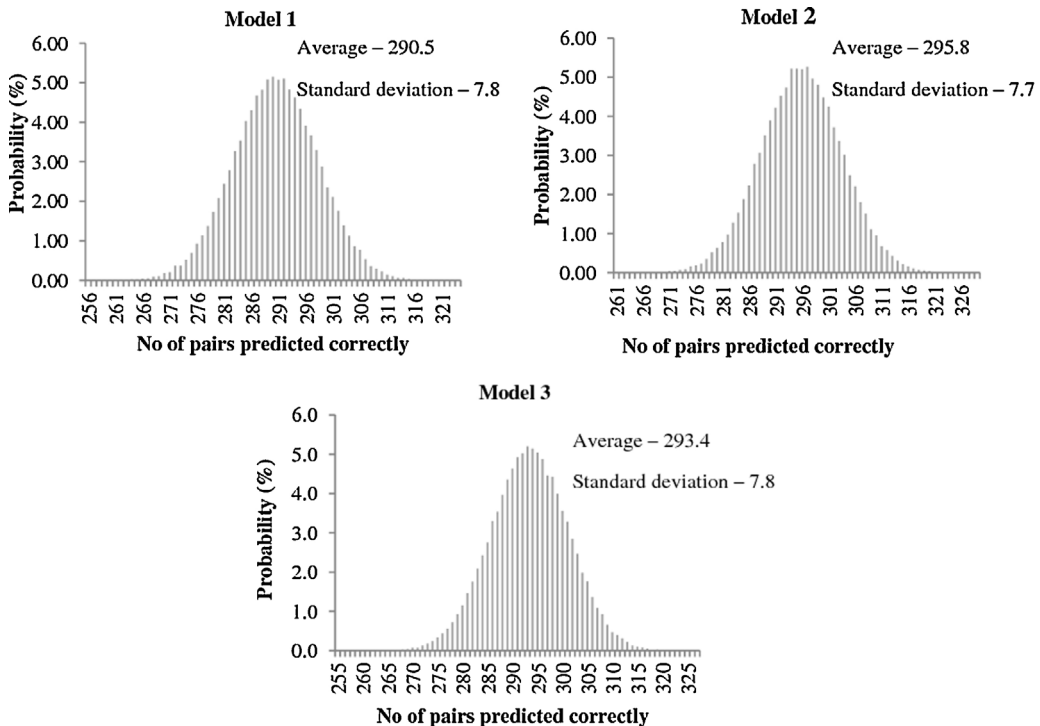 Model 1
Average – 290.5
Standard deviation – 7.8
Probability (%)
6.00
5.00
4.00
3.00
2.00
1.00
0.00
256 261 266 271 276 281 286 291 296 301 306 311 316 321
No of pairs predicted correctly
Model 2
Average – 295.8
Standard deviation – 7.7
Probability (%)
6.00
5.00
4.00
3.00
2.00
1.00
0.00
261 266 271 276 281 286 291 296 301 306 311 316 321 326
No of pairs predicted correctly
Model 3
Average – 293.4
Standard deviation – 7.8
Probability (%)
6.0
5.0
4.0
3.0
2.0
1.0
0.0
255 260 265 270 275 280 285 290 295 300 305 310 315 320 325
No of pairs predicted correctly